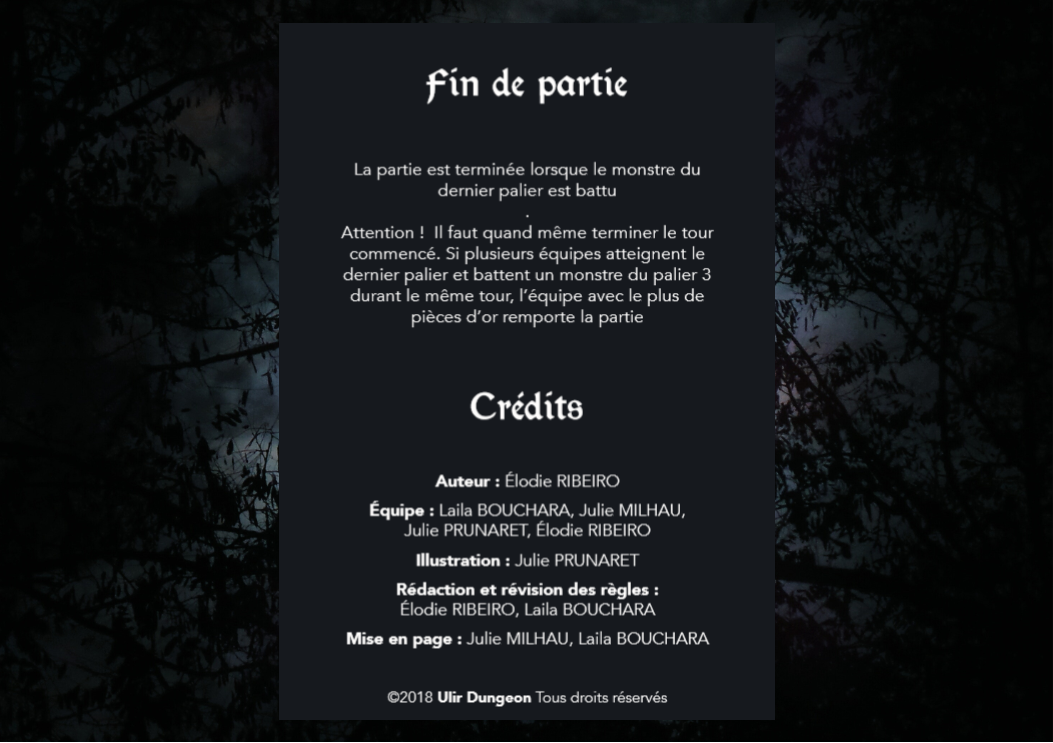 Fin de partie
La partie est terminée lorsque le monstre du
dernier palier est battu
.
Attention !  Il faut quand même terminer le tour
commencé. Si plusieurs équipes atteignent le
dernier palier et battent un monstre du palier 3
durant le même tour, l’équipe avec le plus de
pièces d’or remporte la partie
Crédits
Auteur : Élodie RIBEIRO
Équipe : Laila BOUCHARA, Julie MILHAU,
Julie PRUNARET, Élodie RIBEIRO
Illustration : Julie PRUNARET
Rédaction et révision des règles :
Élodie RIBEIRO, Laila BOUCHARA
Mise en page : Julie MILHAU, Laila BOUCHARA
©2018 Ulir Dungeon Tous droits réservés